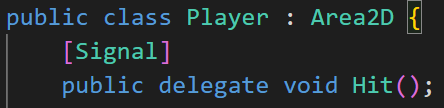 public class Player : Area2D {
[Signal]
public delegate void Hit();